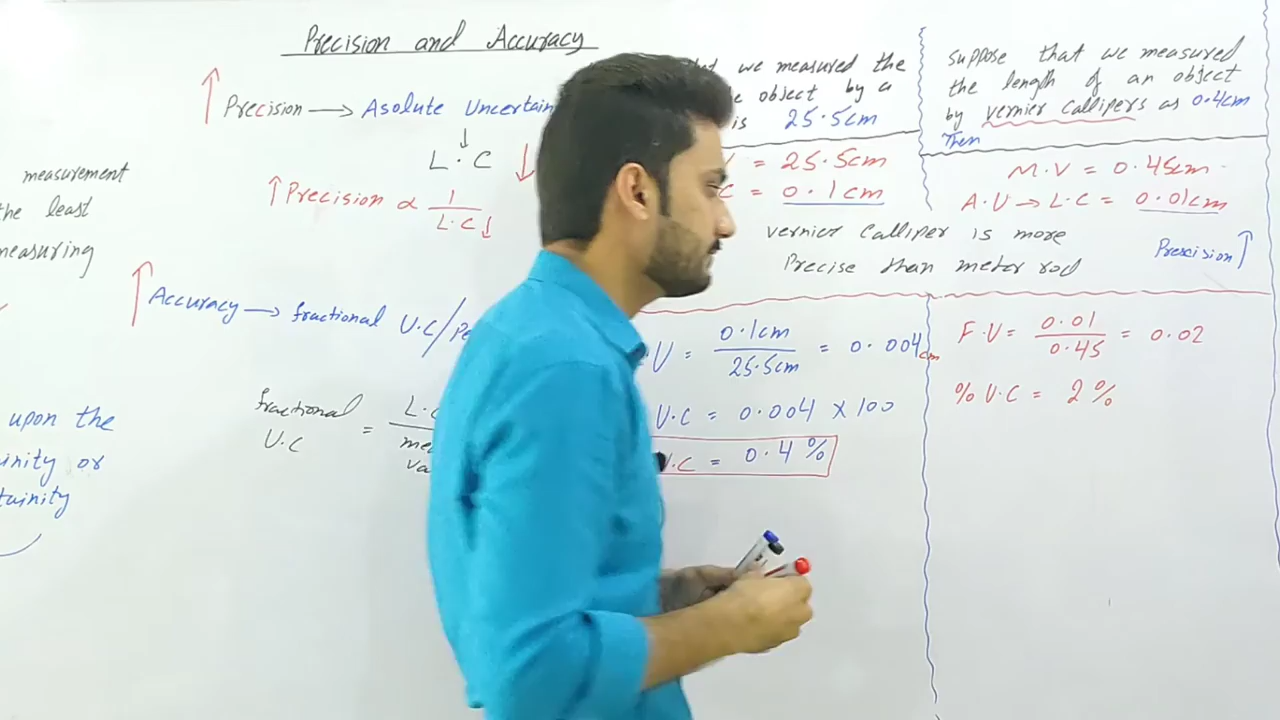 Precision and Accuracy
measurement
the least
measuring
upon the
Precision → Asolute Uncertain
↓
L.C
Precision ∝ 1
L.C
Accuracy → fractional U.C/Pe
fractional = L.C
U.C
we measured the
object by a
is 25.5cm
= 25.5cm
= 0.1cm
suppose that we measured
the length of an object
by vernier Callipers as 0.4cm
Then
M.V = 0.45cm
A.U → L.C = 0.01cm
vernier Calliper is more
Precise than meter rod
Prescision ↑
U = 0.1cm = 0.004cm
25.5cm
U.C = 0.004 X 100
.C = 0.4%
F.U = 0.01 = 0.02
0.45
% U.C = 2%